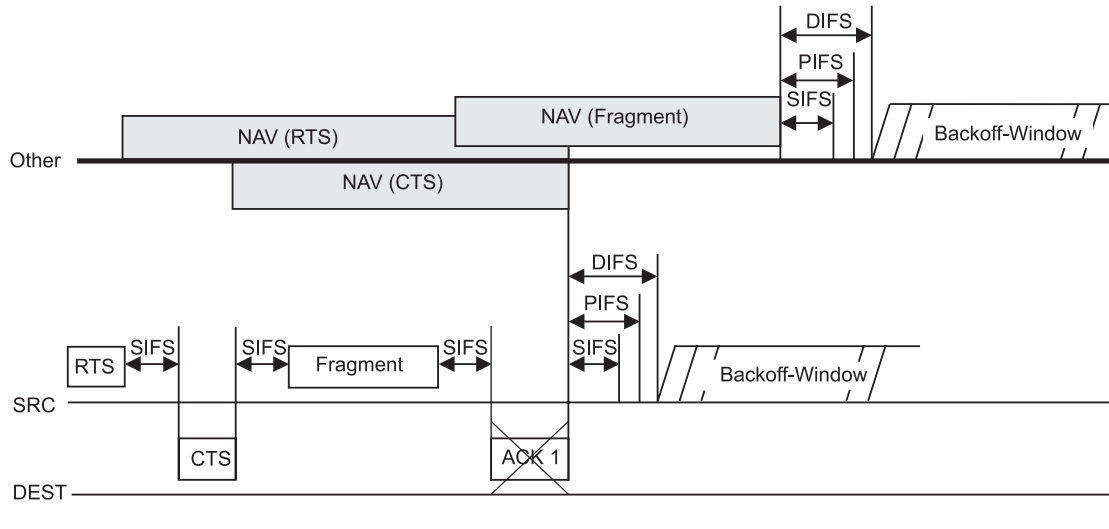 DIFS
PIFS
SIFS
NAV (Fragment)
NAV (RTS)
Backoff-Window
Other
NAV (CTS)
DIFS
PIFS
SIFS
SIFS
SIFS
SIFS
RTS
Fragment
Backoff-Window
SRC
CTS
ACK 1
DEST